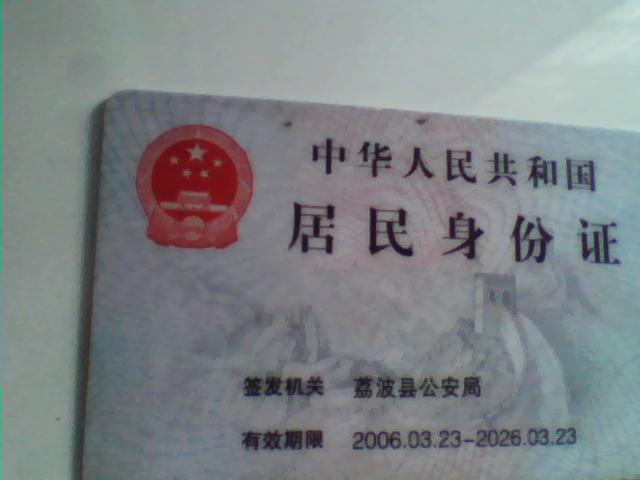 中华人民共和国
居民身份证
签发机关 荔波县公安局
有效期限 2006.03.23-2026.03.23